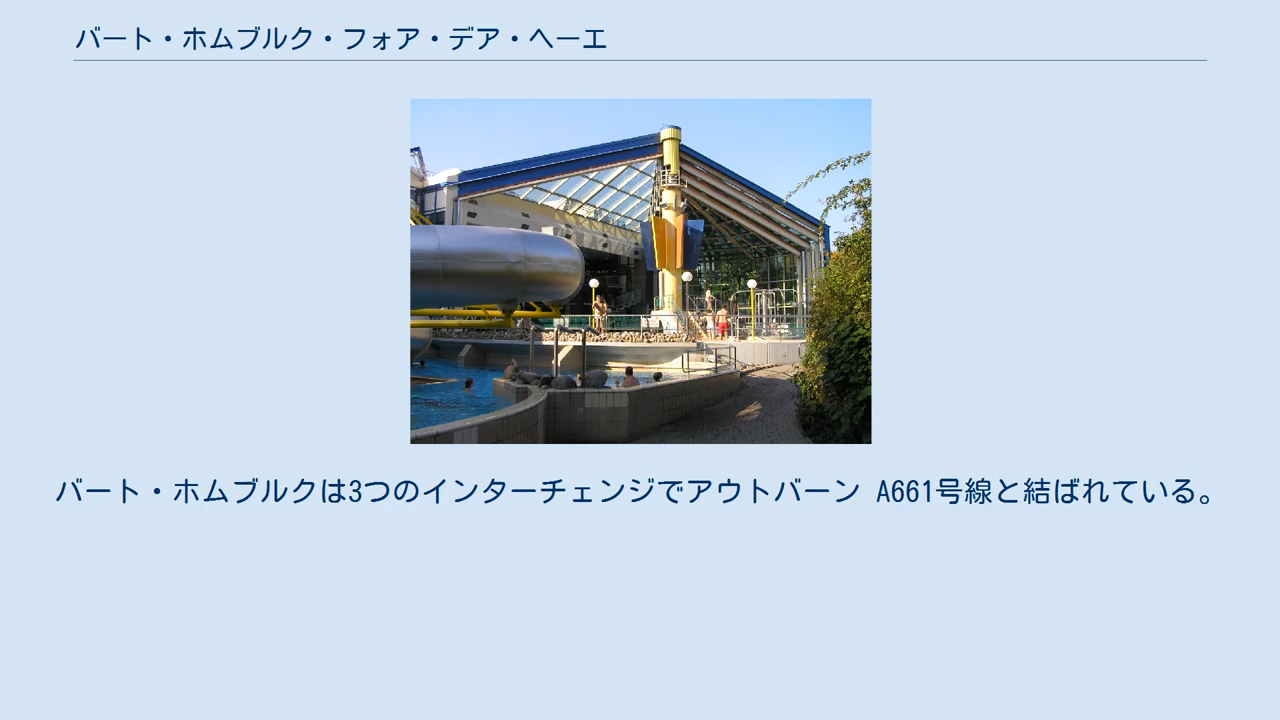 バート・ホムブルク・フォア・デア・ヘーエ
バート・ホムブルクは3つのインターチェンジでアウトバーン A661号線と結ばれている。